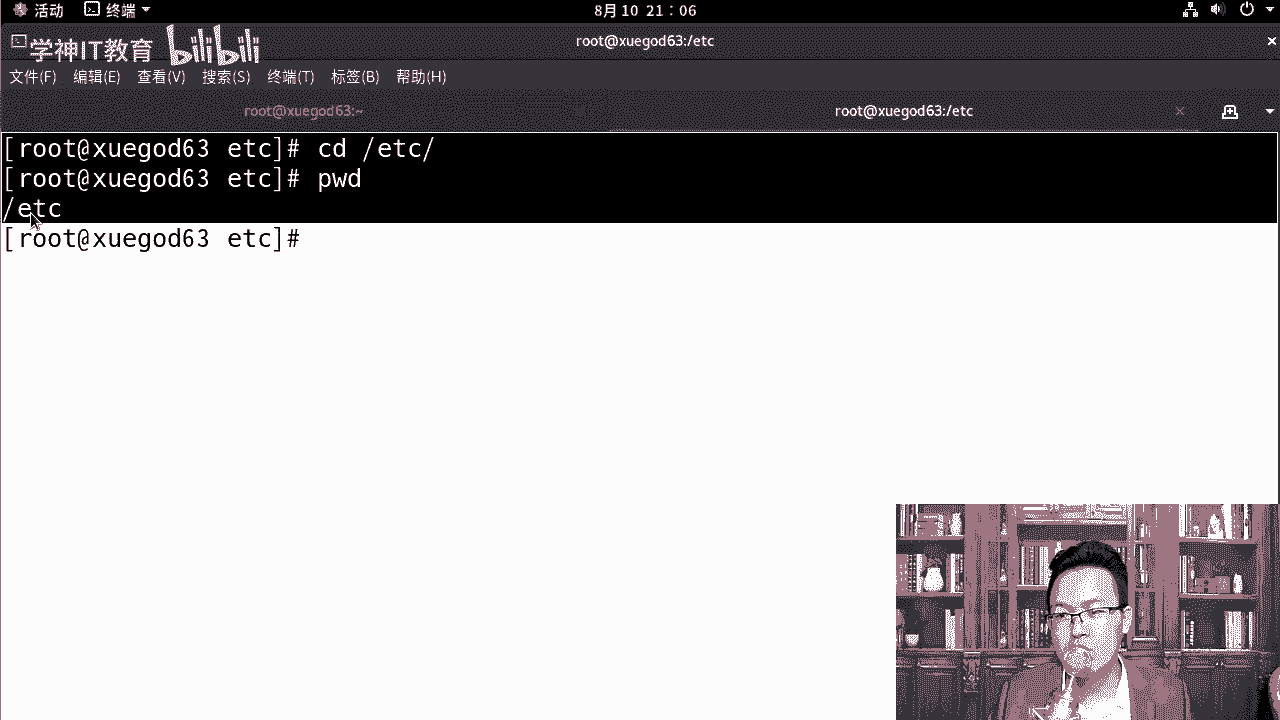 活动 终端 8月10 21：06
学神IT教育 bilibili root@xuegod63:/etc
文件(F) 编辑(E) 查看(V) 搜索(S) 终端(T) 标签(B) 帮助(H)
root@xuegod63:~ root@xuegod63:/etc
[root@xuegod63 etc]# cd /etc/
[root@xuegod63 etc]# pwd
/etc
[root@xuegod63 etc]#